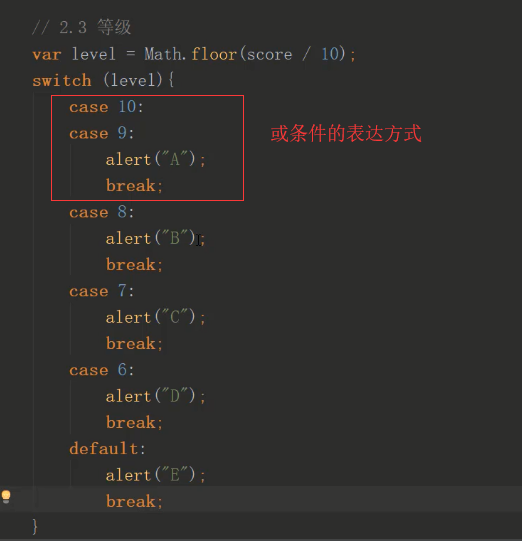 // 2.3 等级
var level = Math.floor(score / 10);
switch (level){
case 10:
case 9:
或条件的表达方式
alert("A");
break;
case 8:
alert("B");
break;
case 7:
alert("C");
break;
case 6:
alert("D");
break;
default:
alert("E");
break;
}